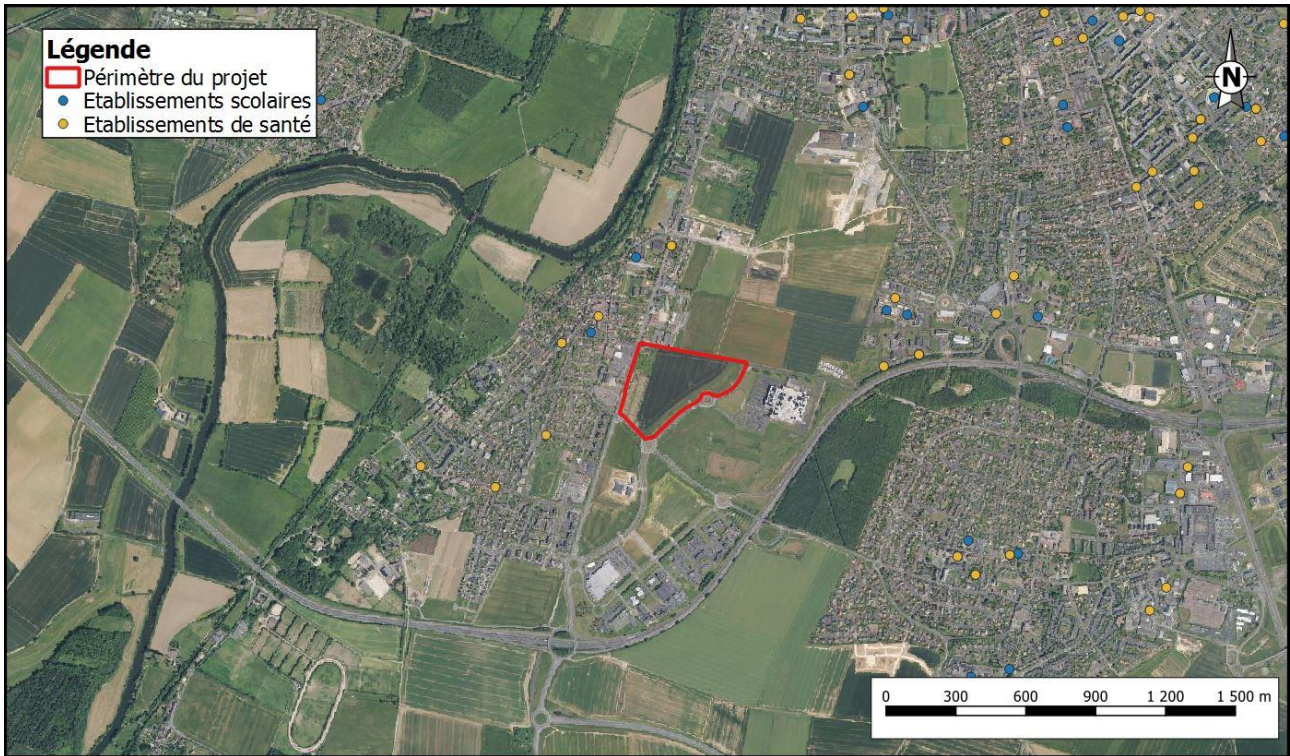 Légende
Périmètre du projet
Etablissements scolaires
Etablissements de santé
N
0 300 600 900 1 200 1 500 m